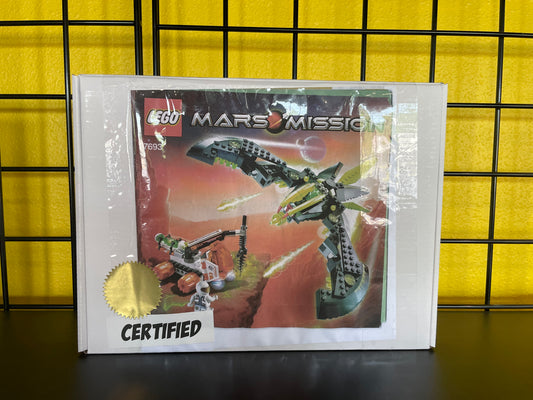 LEGO MARS MISSION
7693
CERTIFIED